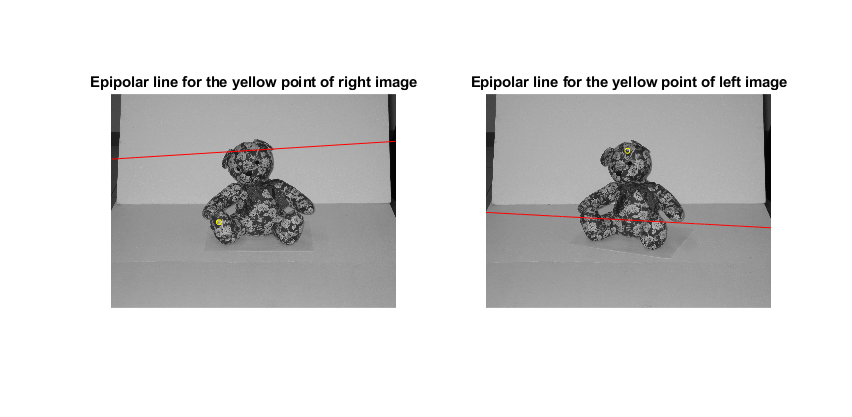 Epipolar line for the yellow point of right image
Epipolar line for the yellow point of left image